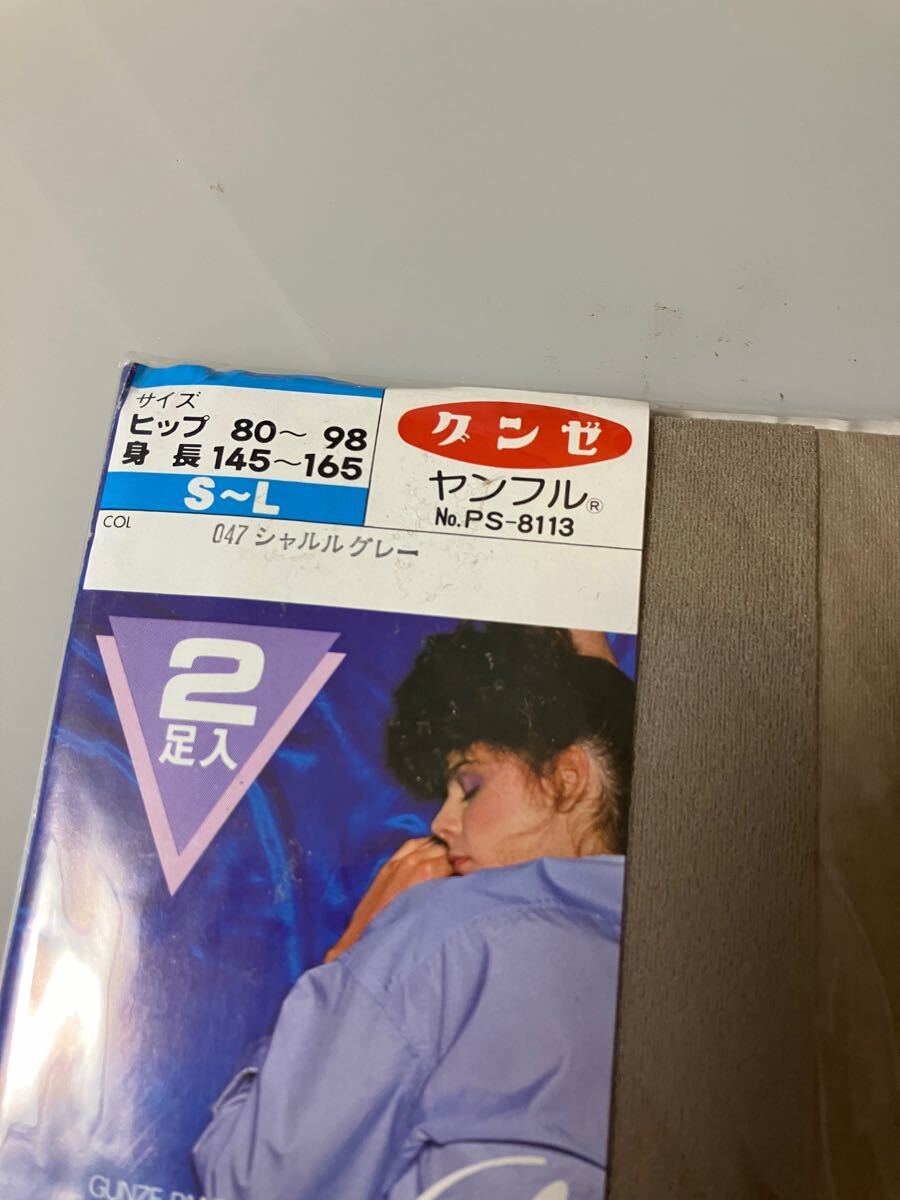 サイズ
ヒップ 80～98
身長 145～165
S～L
グンゼ
ヤンフル®
No.PS-8113
COL
047 シャルルグレー
2
足入
GUNZE